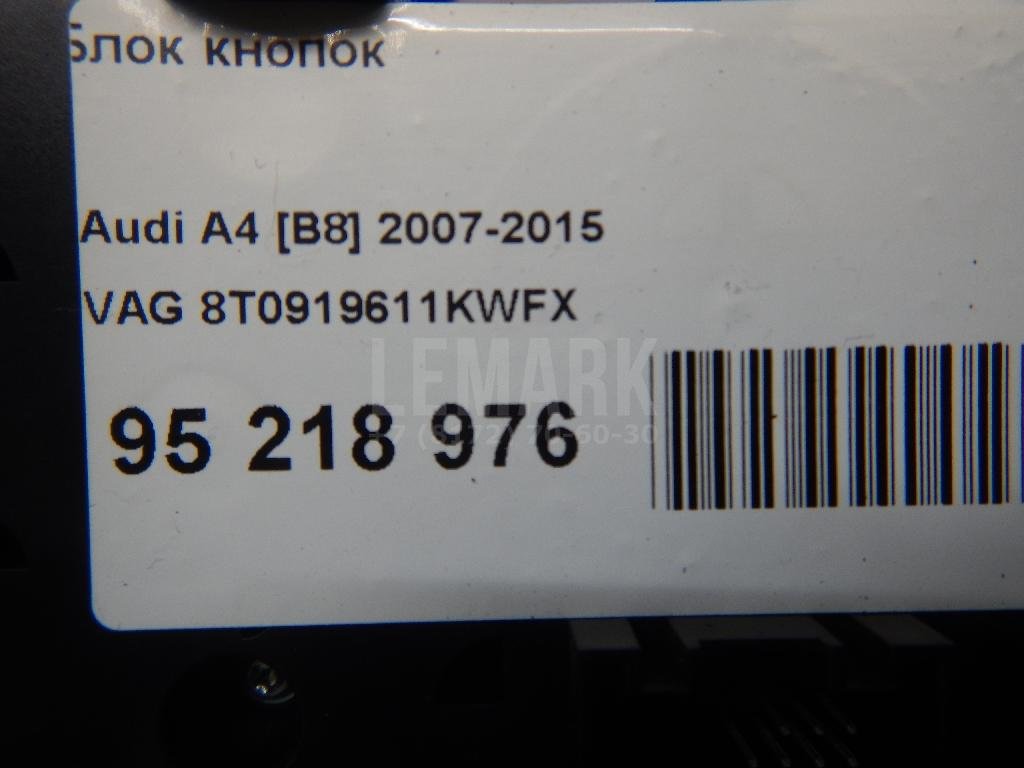 Блок кнопок
Audi A4 [B8] 2007-2015
VAG 8T0919611KWFX
LEMARK
95 218 976